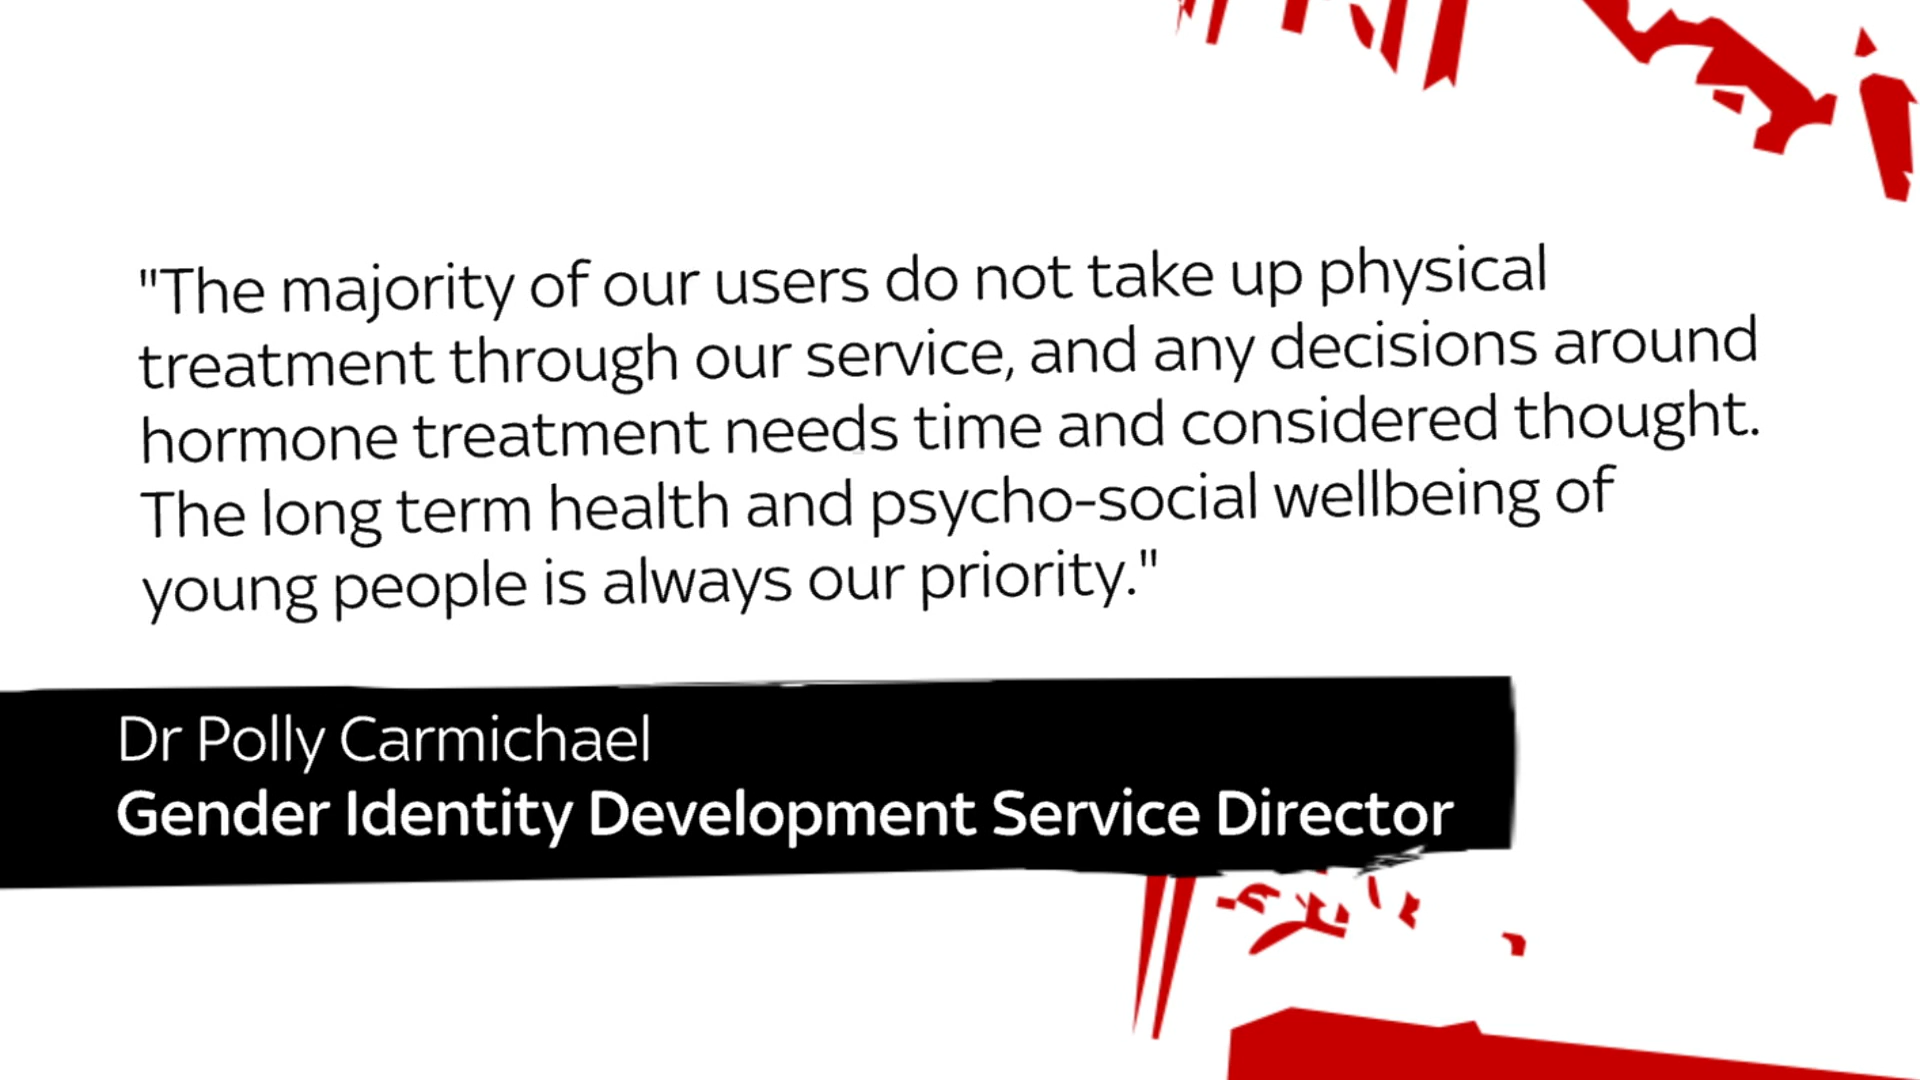 "The majority of our users do not take up physical
treatment through our service, and any decisions around
hormone treatment needs time and considered thought.
The long term health and psycho-social wellbeing of
young people is always our priority."
Dr Polly Carmichael
Gender Identity Development Service Director